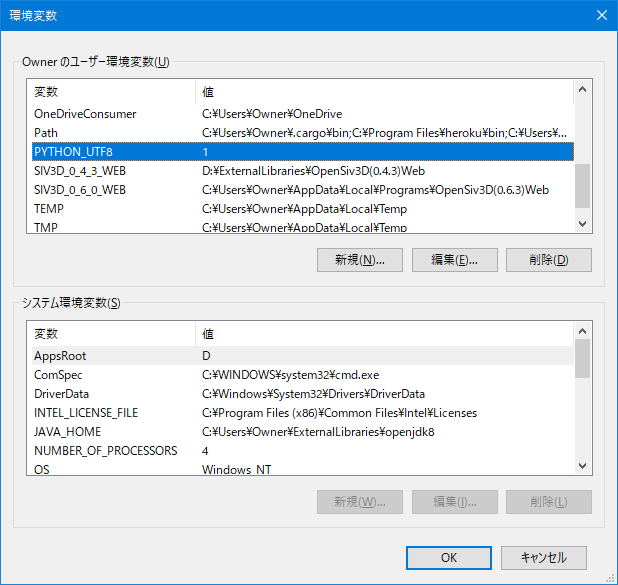 環境変数
Owner のユーザー環境変数(U)
変数 値
OneDriveConsumer C:¥Users¥Owner¥OneDrive
Path C:¥Users¥Owner¥.cargo¥bin;C:¥Program Files¥heroku¥bin;C:¥Users¥...
PYTHON_UTF8 1
SIV3D_0_4_3_WEB D:¥ExternalLibraries¥OpenSiv3D(0.4.3)Web
SIV3D_0_6_0_WEB C:¥Users¥Owner¥AppData¥Local¥Programs¥OpenSiv3D(0.6.3)Web
TEMP C:¥Users¥Owner¥AppData¥Local¥Temp
TMP C:¥Users¥Owner¥AppData¥Local¥Temp
新規(N)... 編集(E)... 削除(D)
システム環境変数(S)
変数 値
AppsRoot D
ComSpec C:¥WINDOWS¥system32¥cmd.exe
DriverData C:¥Windows¥System32¥Drivers¥DriverData
INTEL_LICENSE_FILE C:¥Program Files (x86)¥Common Files¥Intel¥Licenses
JAVA_HOME C:¥Users¥Owner¥ExternalLibraries¥openjdk8
NUMBER_OF_PROCESSORS 4
OS Windows_NT
新規(W)... 編集(I)... 削除(L)
OK キャンセル